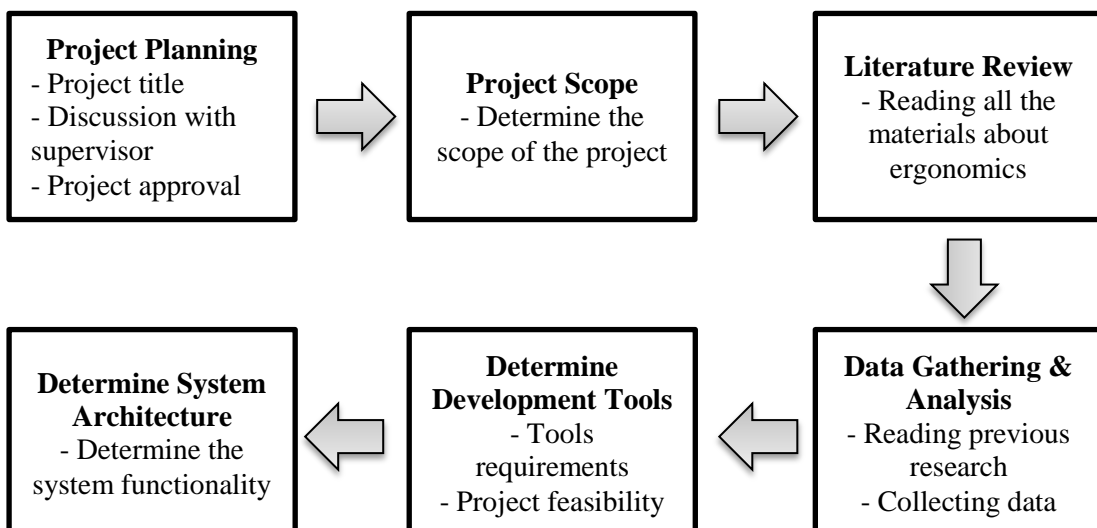 Project Planning
- Project title
- Discussion with
supervisor
- Project approval
Project Scope
- Determine the
scope of the project
Literature Review
- Reading all the
materials about
ergonomics
Data Gathering &
Analysis
- Reading previous
research
- Collecting data
Determine
Development Tools
- Tools
requirements
- Project feasibility
Determine System
Architecture
- Determine the
system functionality